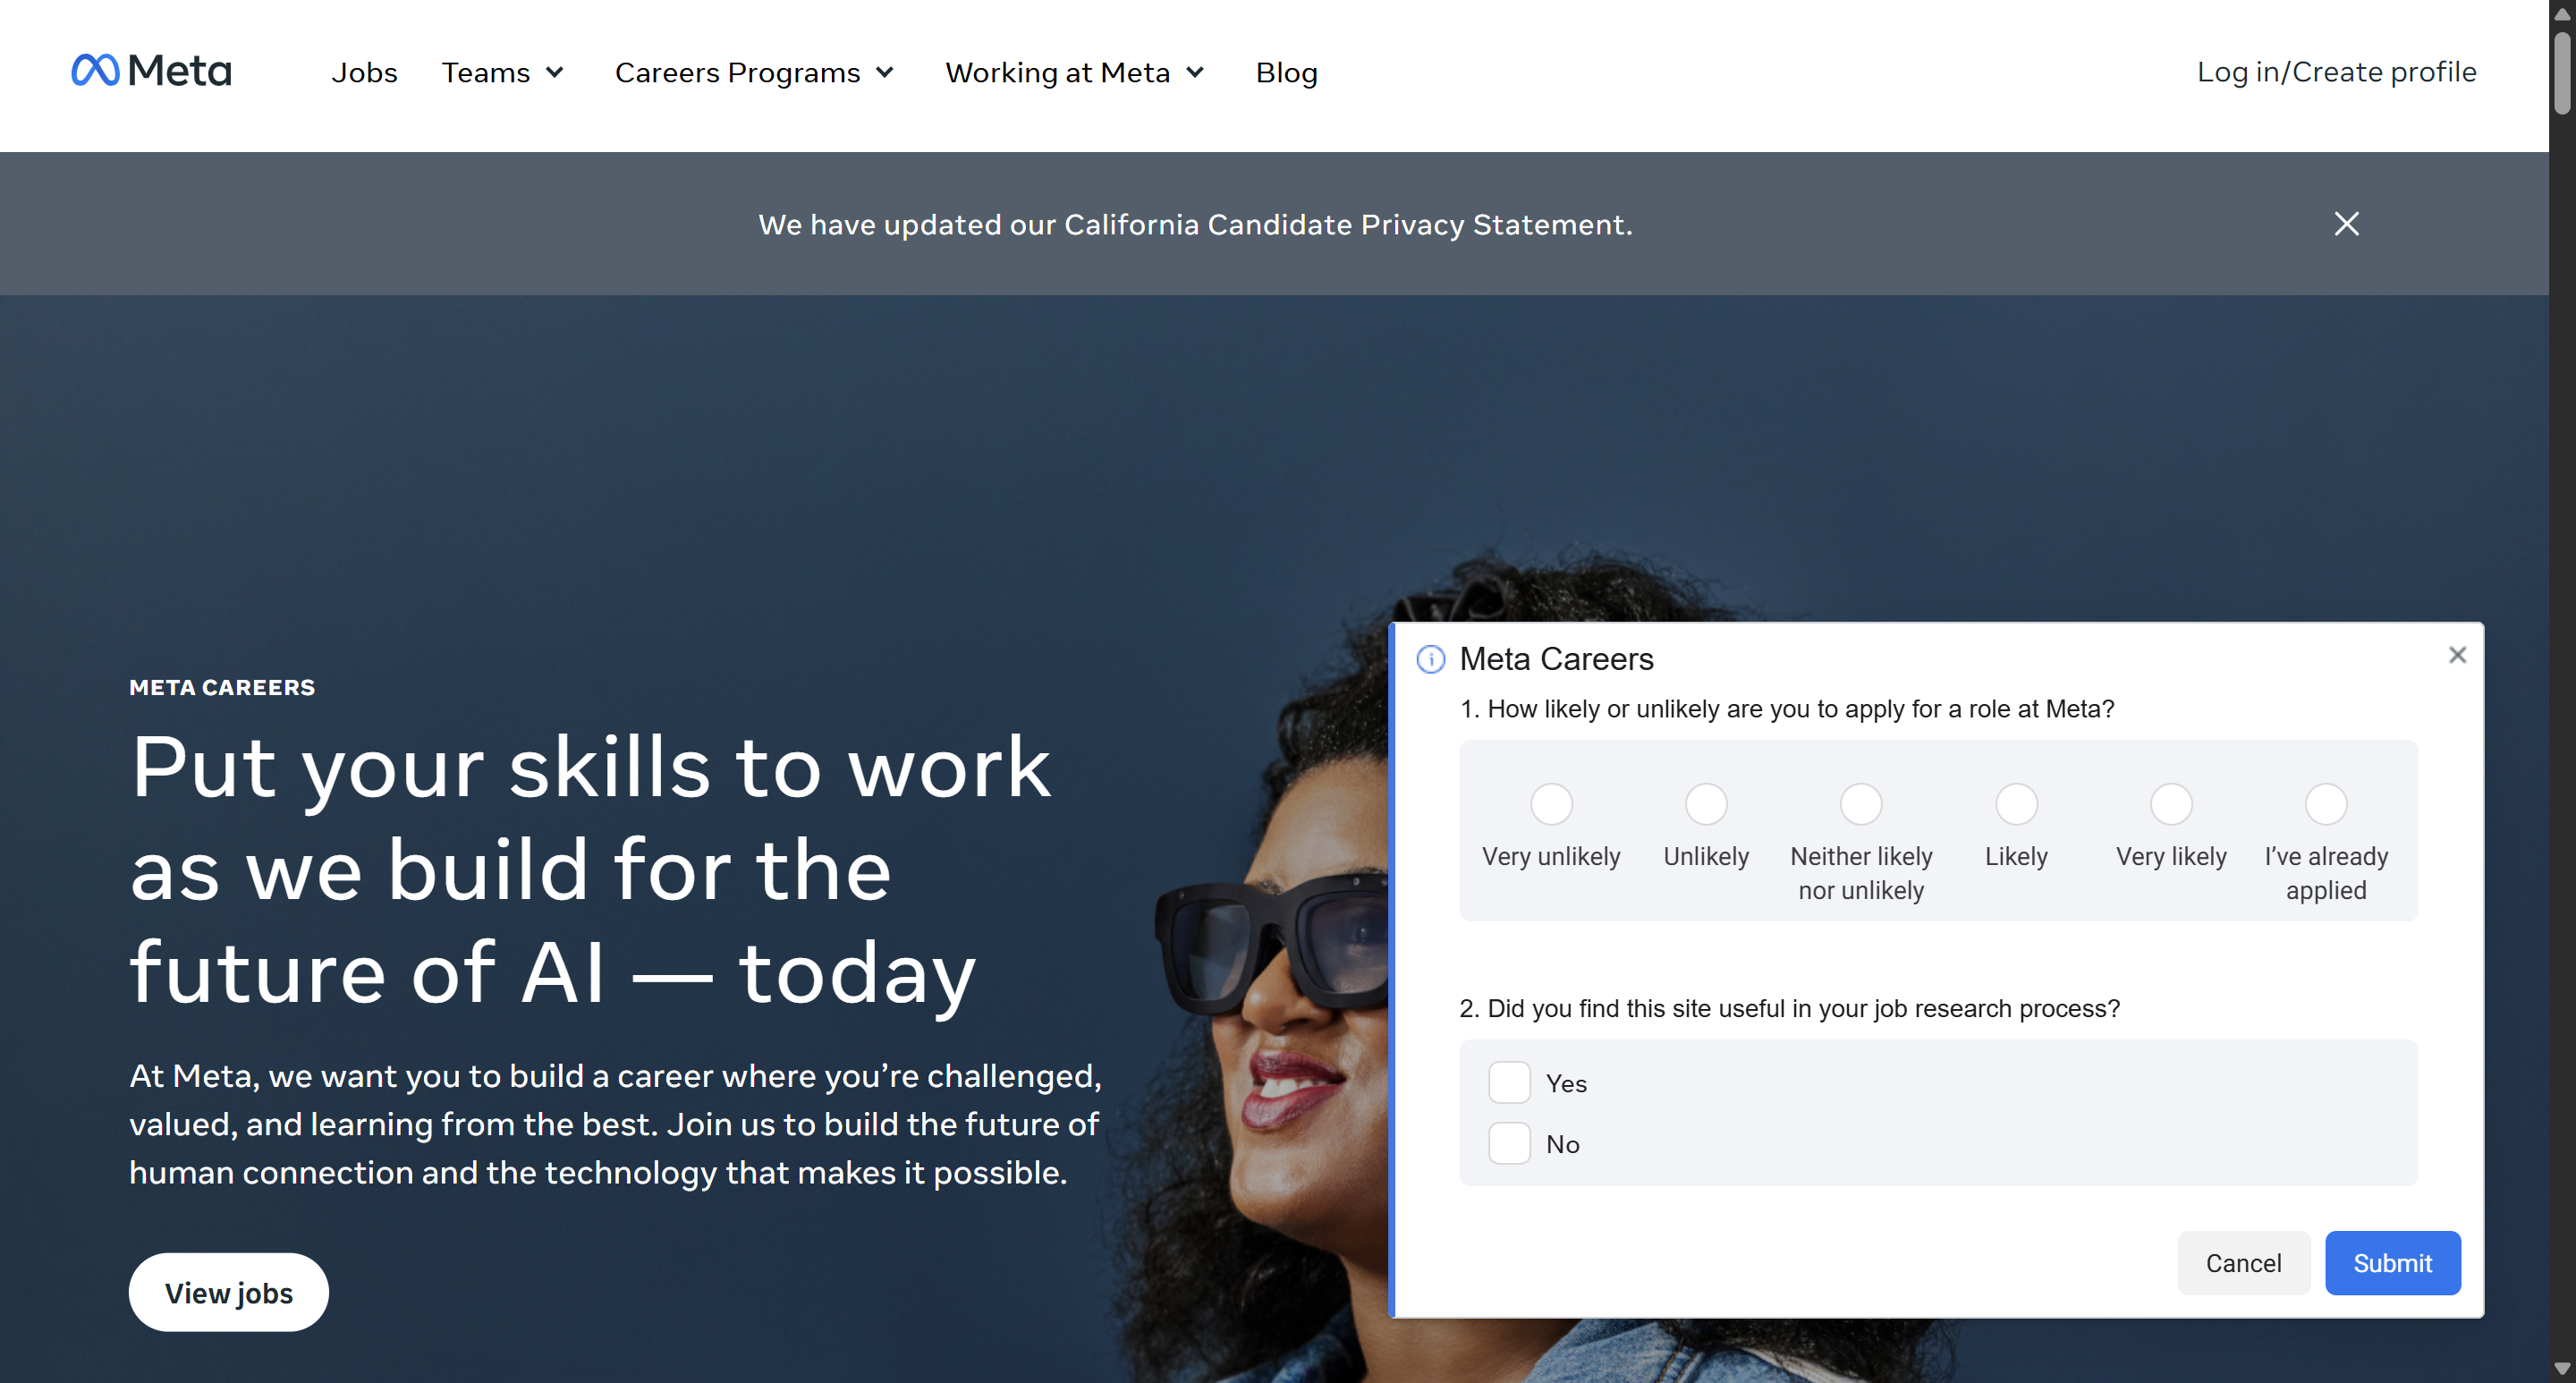 Meta
Jobs
Teams
Careers Programs
Working at Meta
Blog
Log in/Create profile
We have updated our California Candidate Privacy Statement.
META CAREERS
Put your skills to work
as we build for the
future of AI — today
At Meta, we want you to build a career where you’re challenged,
valued, and learning from the best. Join us to build the future of
human connection and the technology that makes it possible.
View jobs
Meta Careers
1. How likely or unlikely are you to apply for a role at Meta?
Very unlikely
Unlikely
Neither likely
nor unlikely
Likely
Very likely
I’ve already
applied
2. Did you find this site useful in your job research process?
Yes
No
Cancel
Submit